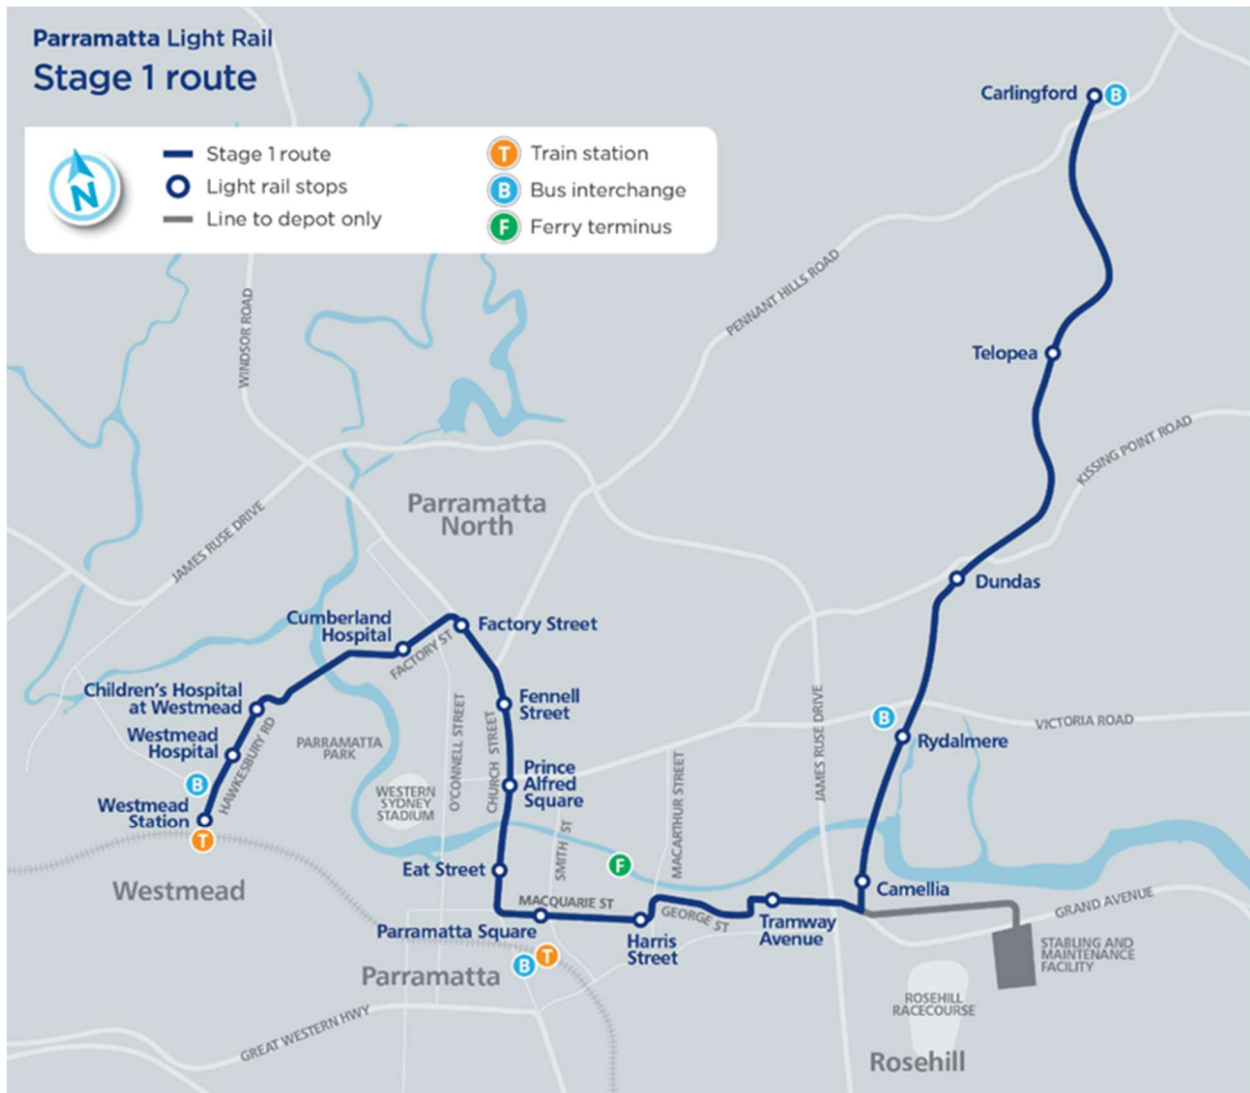 Parramatta Light Rail
Stage 1 route
Stage 1 route
Light rail stops
Line to depot only
T Train station
B Bus interchange
F Ferry terminus
N
Carlingford
B
PENNANT HILLS ROAD
WINDSOR ROAD
Telopea
KISSING POINT ROAD
Parramatta
North
JAMES RUSE DRIVE
Dundas
Cumberland
Hospital
Factory Street
FACTORY ST
Children's Hospital
at Westmead
Fennell
Street
Westmead
Hospital
HAWKESBURY RD
PARRAMATTA
PARK
O'CONNELL STREET
CHURCH STREET
JAMES RUSE DRIVE
B
VICTORIA ROAD
Rydalmere
Prince
Alfred
Square
MACARTHUR STREET
B
WESTERN
SYDNEY
STADIUM
Westmead
Station
T
SMITH ST
F
Eat Street
Westmead
Camellia
MACQUARIE ST
GEORGE ST
GRAND AVENUE
Parramatta Square
Harris
Street
Tramway
Avenue
STABLING AND
MAINTENANCE
FACILITY
B
T
Parramatta
ROSEHILL
RACECOURSE
GREAT WESTERN HWY
Rosehill